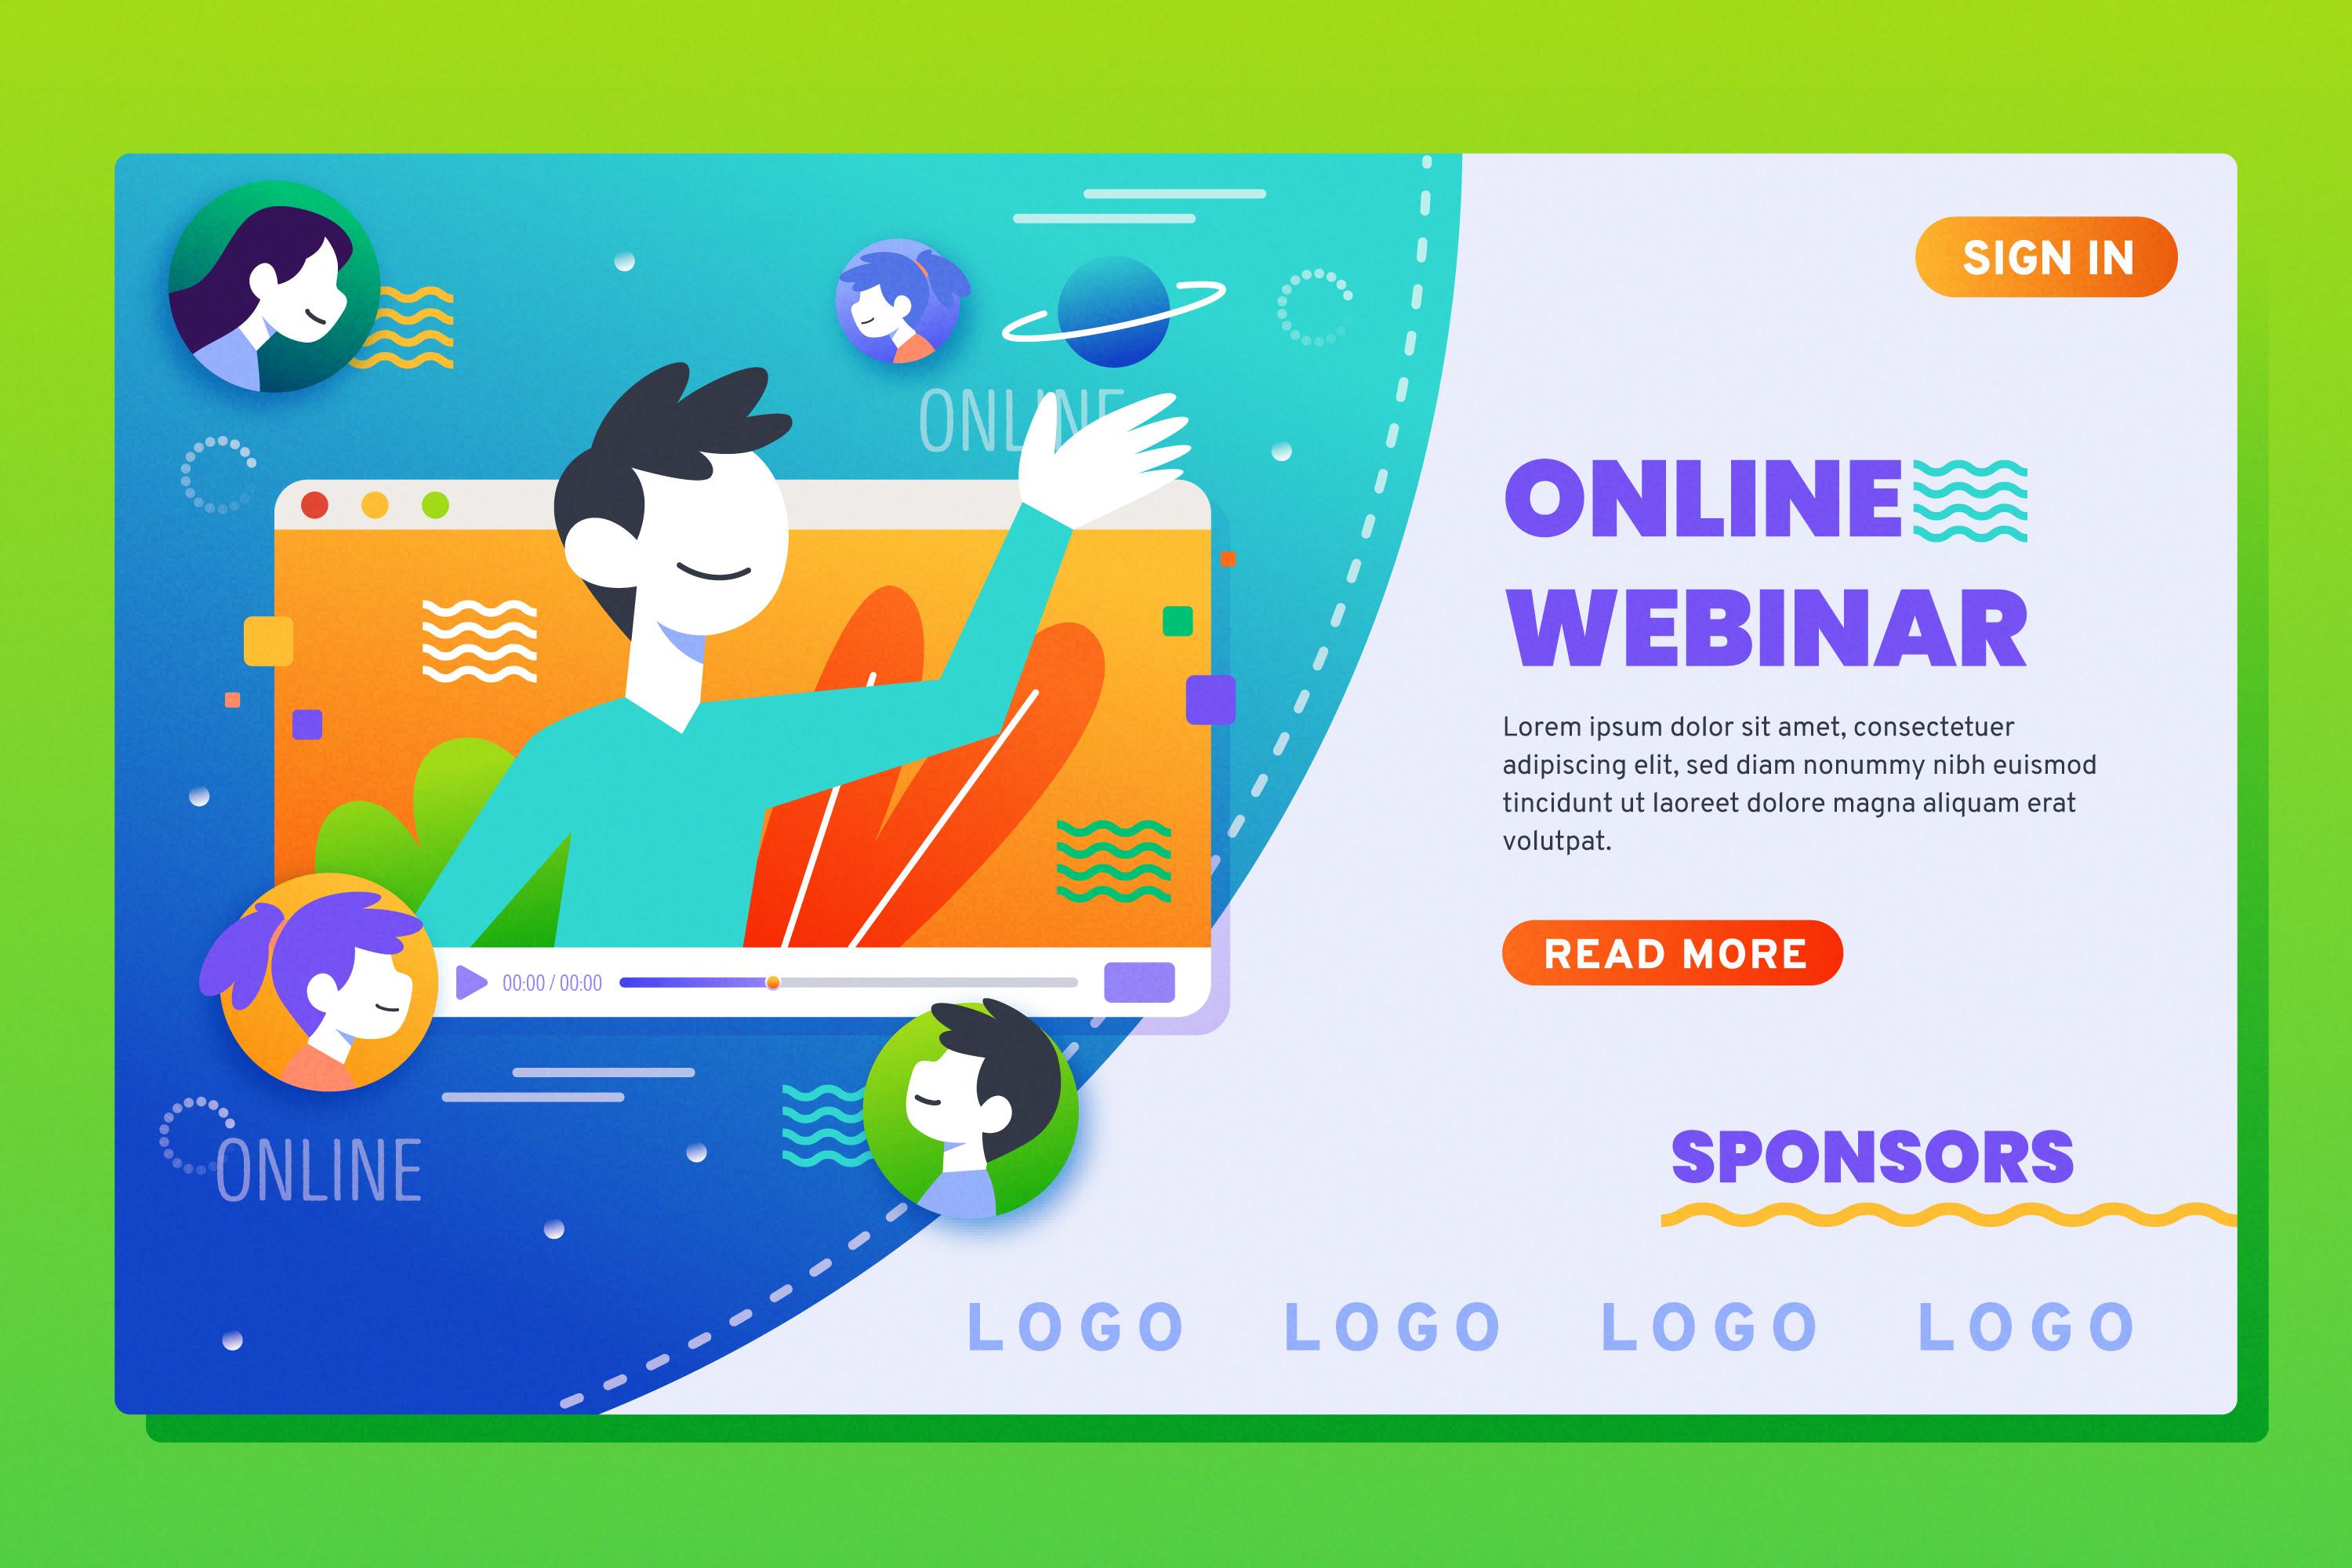 SIGN IN
ONLINE
ONLINE
WEBINAR
Lorem ipsum dolor sit amet, consectetuer
adipiscing elit, sed diam nonummy nibh euismod
tincidunt ut laoreet dolore magna aliquam erat
volutpat.
READ MORE
00:00 / 00:00
ONLINE
SPONSORS
LOGO LOGO LOGO LOGO